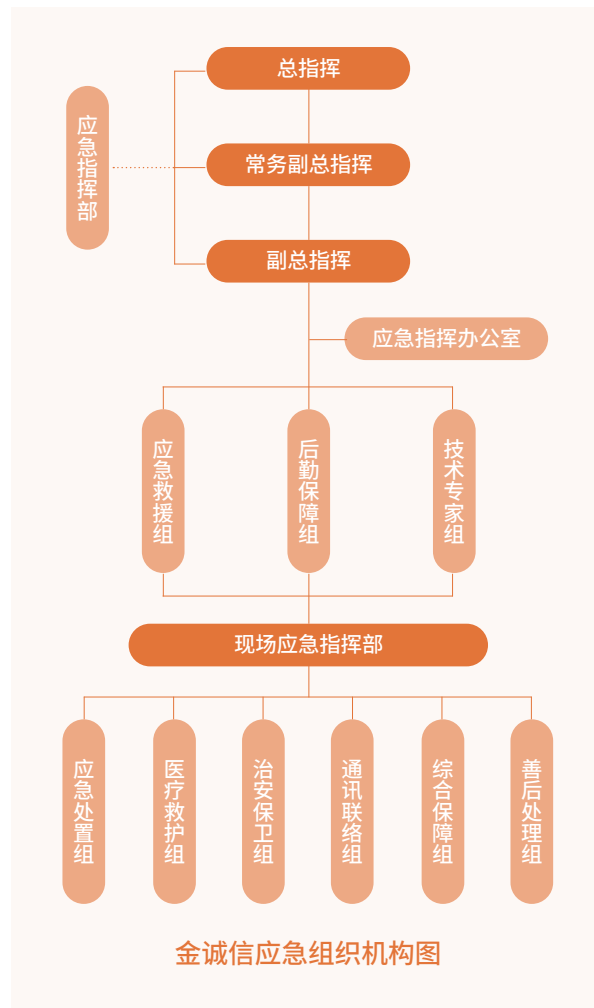 总指挥
应急指挥部
常务副总指挥
副总指挥
应急指挥办公室
应急救援组
后勤保障组
技术专家组
现场应急指挥部
应急处置组
医疗救护组
治安保卫组
通讯联络组
综合保障组
善后处理组
金诚信应急组织机构图